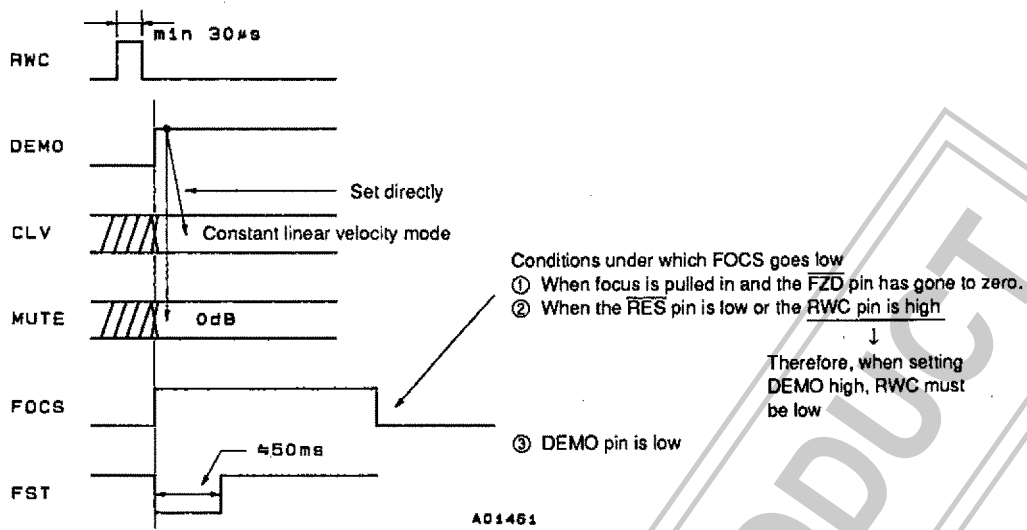 min 30μs
RWC
DEMO
Set directly
CLV
Constant linear velocity mode
MUTE
0dB
Conditions under which FOCS goes low
① When focus is pulled in and the F̅Z̅D̅ pin has gone to zero.
② When the R̅E̅S̅ pin is low or the RWC pin is high
↓
Therefore, when setting
DEMO high, RWC must
be low
③ DEMO pin is low
FOCS
≒50ms
FST
A01461
ODUCT